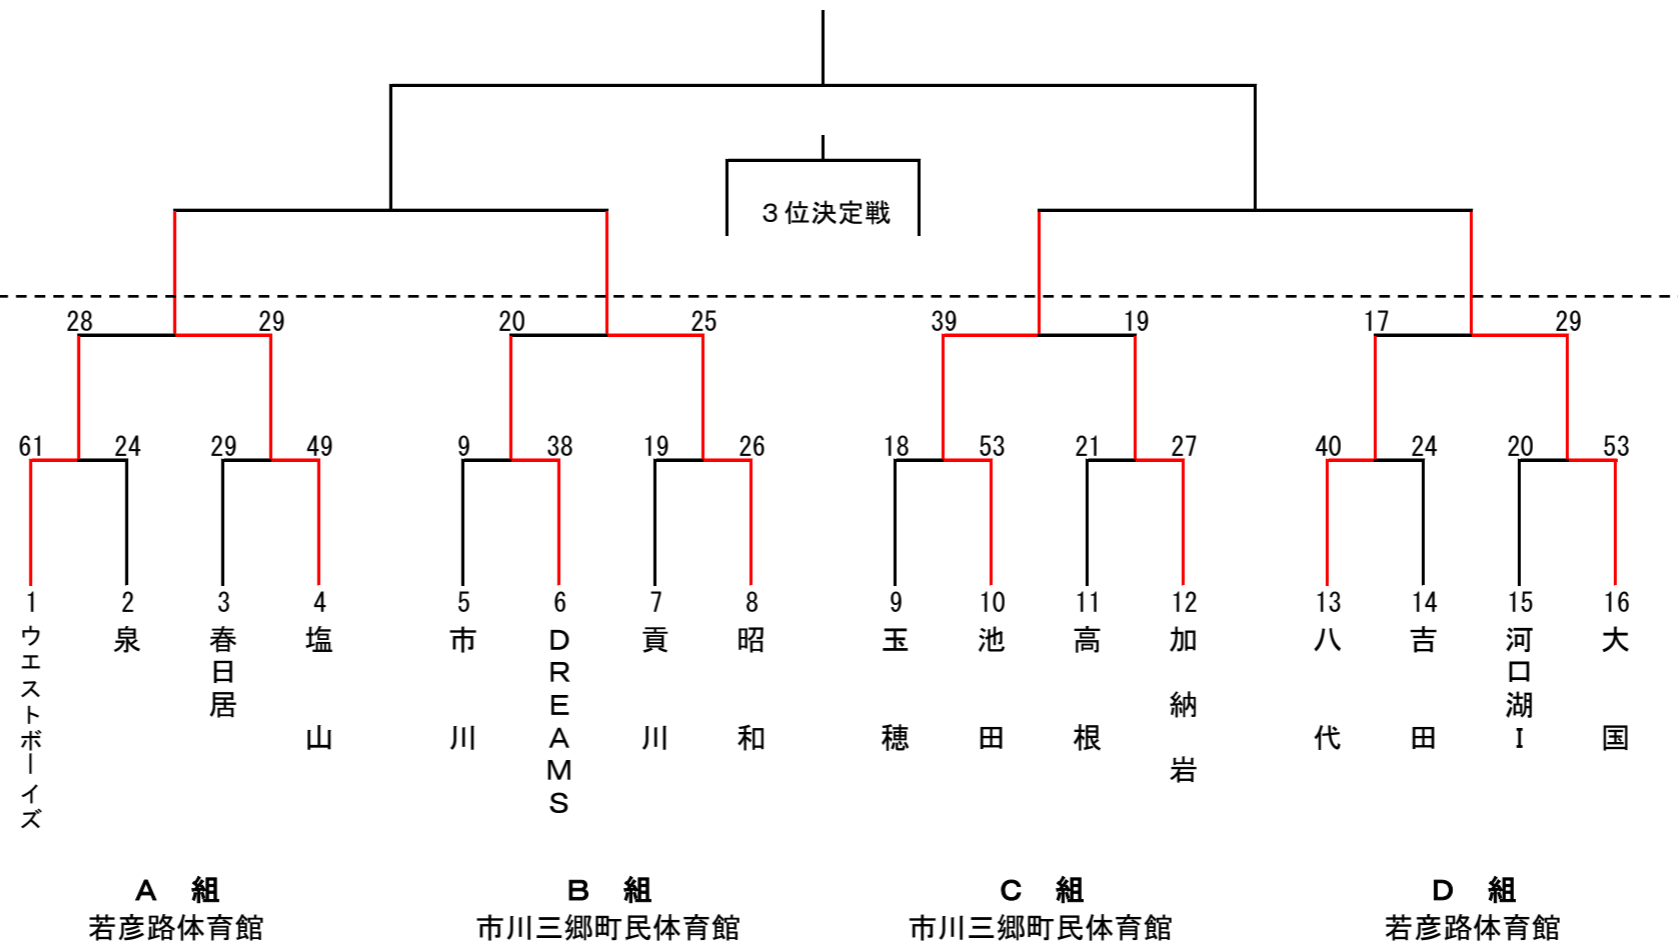 ３位決定戦
28 29 20 25 39 19 17 29
61 24 29 49 9 38 19 26 18 53 21 27 40 24 20 53
1 2 3 4 5 6 7 8 9 10 11 12 13 14 15 16
ウエストボーイズ
泉
春日居
塩山
市川
ＤＲＥＡＭＳ
貢川
昭和
玉穂
池田
高根
加納岩
八代
吉田
河口湖Ⅰ
大国
Ａ　組
若彦路体育館
Ｂ　組
市川三郷町民体育館
Ｃ　組
市川三郷町民体育館
Ｄ　組
若彦路体育館